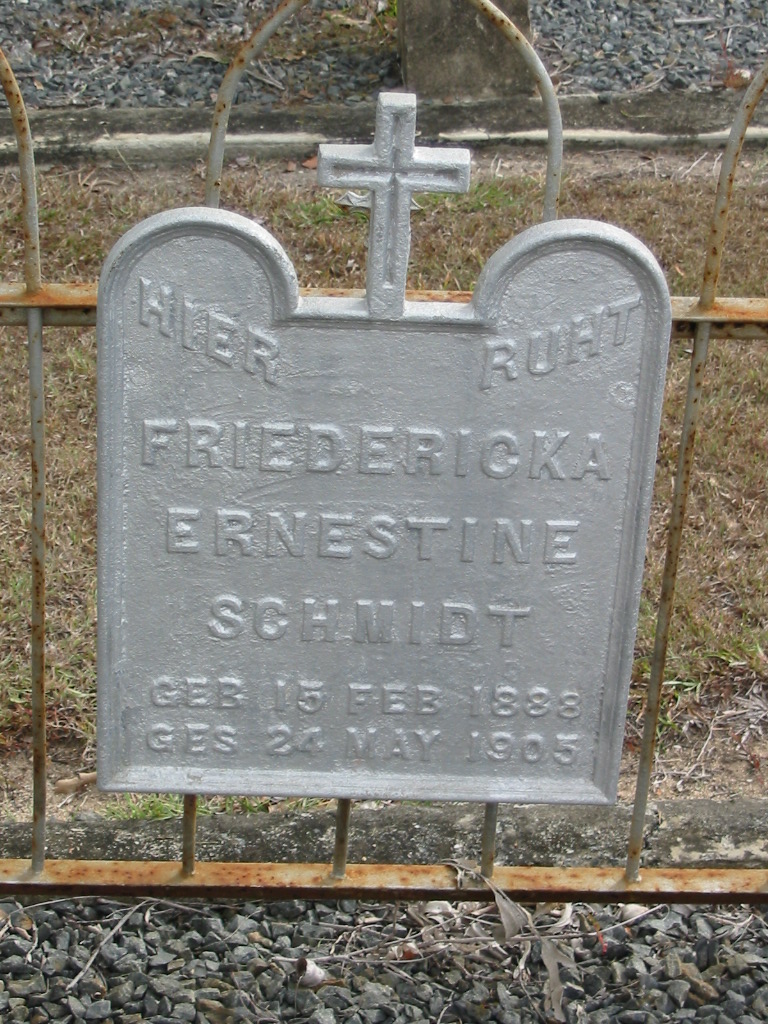 HIER RUHT
FRIEDERICKA
ERNESTINE
SCHMIDT
GEB 15 FEB 1888
GES 24 MAY 1905